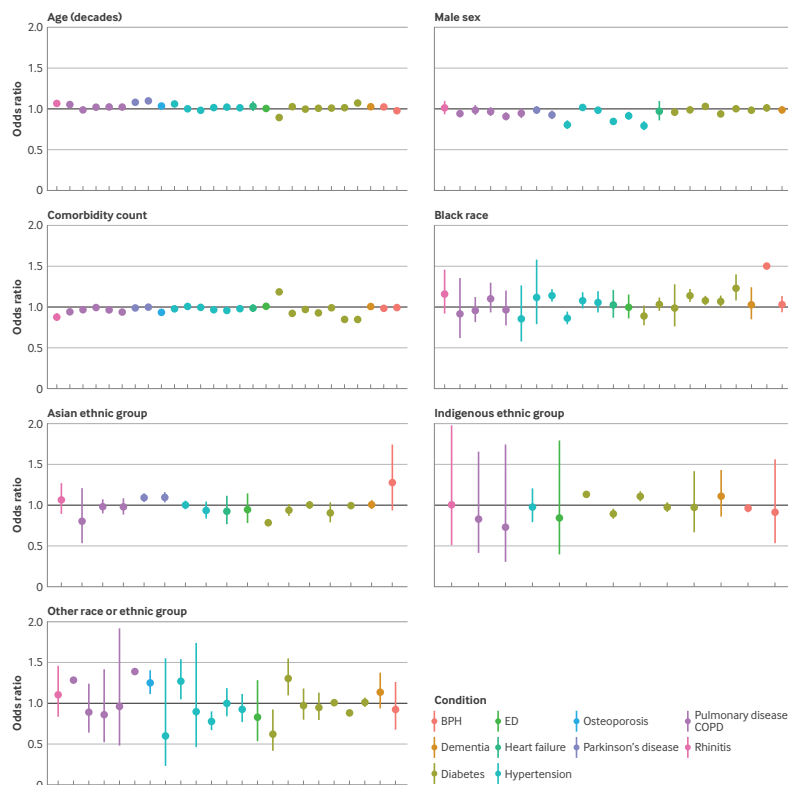 Age (decades)
Odds ratio
2.0
1.5
1.0
0.5
0
Male sex
Comorbidity count
Odds ratio
2.0
1.5
1.0
0.5
0
Black race
Asian ethnic group
Odds ratio
2.0
1.5
1.0
0.5
0
Indigenous ethnic group
Other race or ethnic group
Odds ratio
2.0
1.5
1.0
0.5
0
Condition
BPH
Dementia
Diabetes
ED
Heart failure
Hypertension
Osteoporosis
Parkinson's disease
Pulmonary disease
COPD
Rhinitis